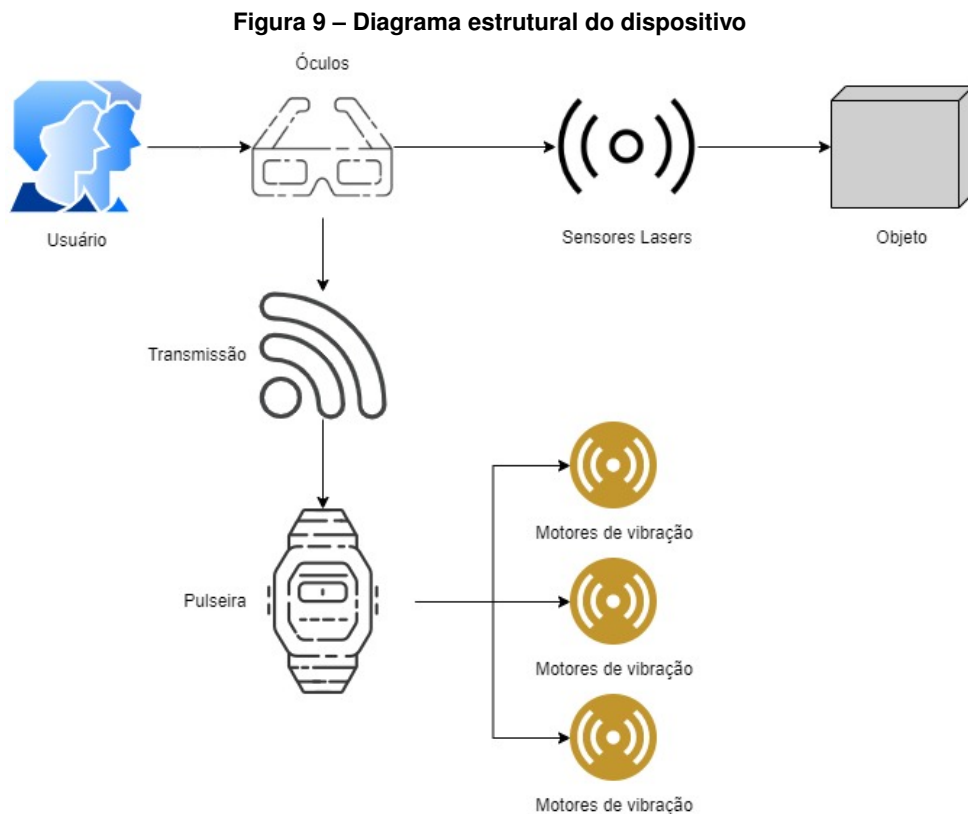 Figura 9 – Diagrama estrutural do dispositivo
Óculos
Usuário
Sensores Lasers
Objeto
Transmissão
Motores de vibração
Pulseira
Motores de vibração
Motores de vibração